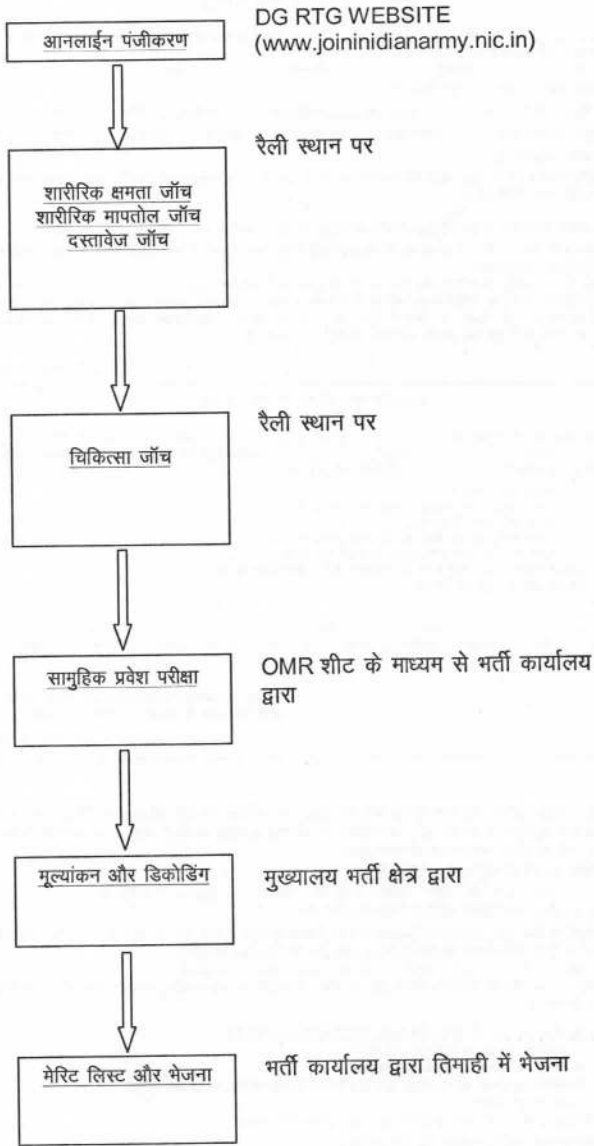 आनलाईन पंजीकरण
DG RTG WEBSITE
(www.joininidianarmy.nic.in)
रैली स्थान पर
शारीरिक क्षमता जॉच
शारीरिक मापतोल जॉच
दस्तावेज जॉच
रैली स्थान पर
चिकित्सा जॉच
सामुहिक प्रवेश परीक्षा
OMR शीट के माध्यम से भर्ती कार्यालय
द्वारा
मूल्यांकन और डिकोडिंग
मुख्यालय भर्ती क्षेत्र द्वारा
मेरिट लिस्ट और भेजना
भर्ती कार्यालय द्वारा तिमाही में भेजना